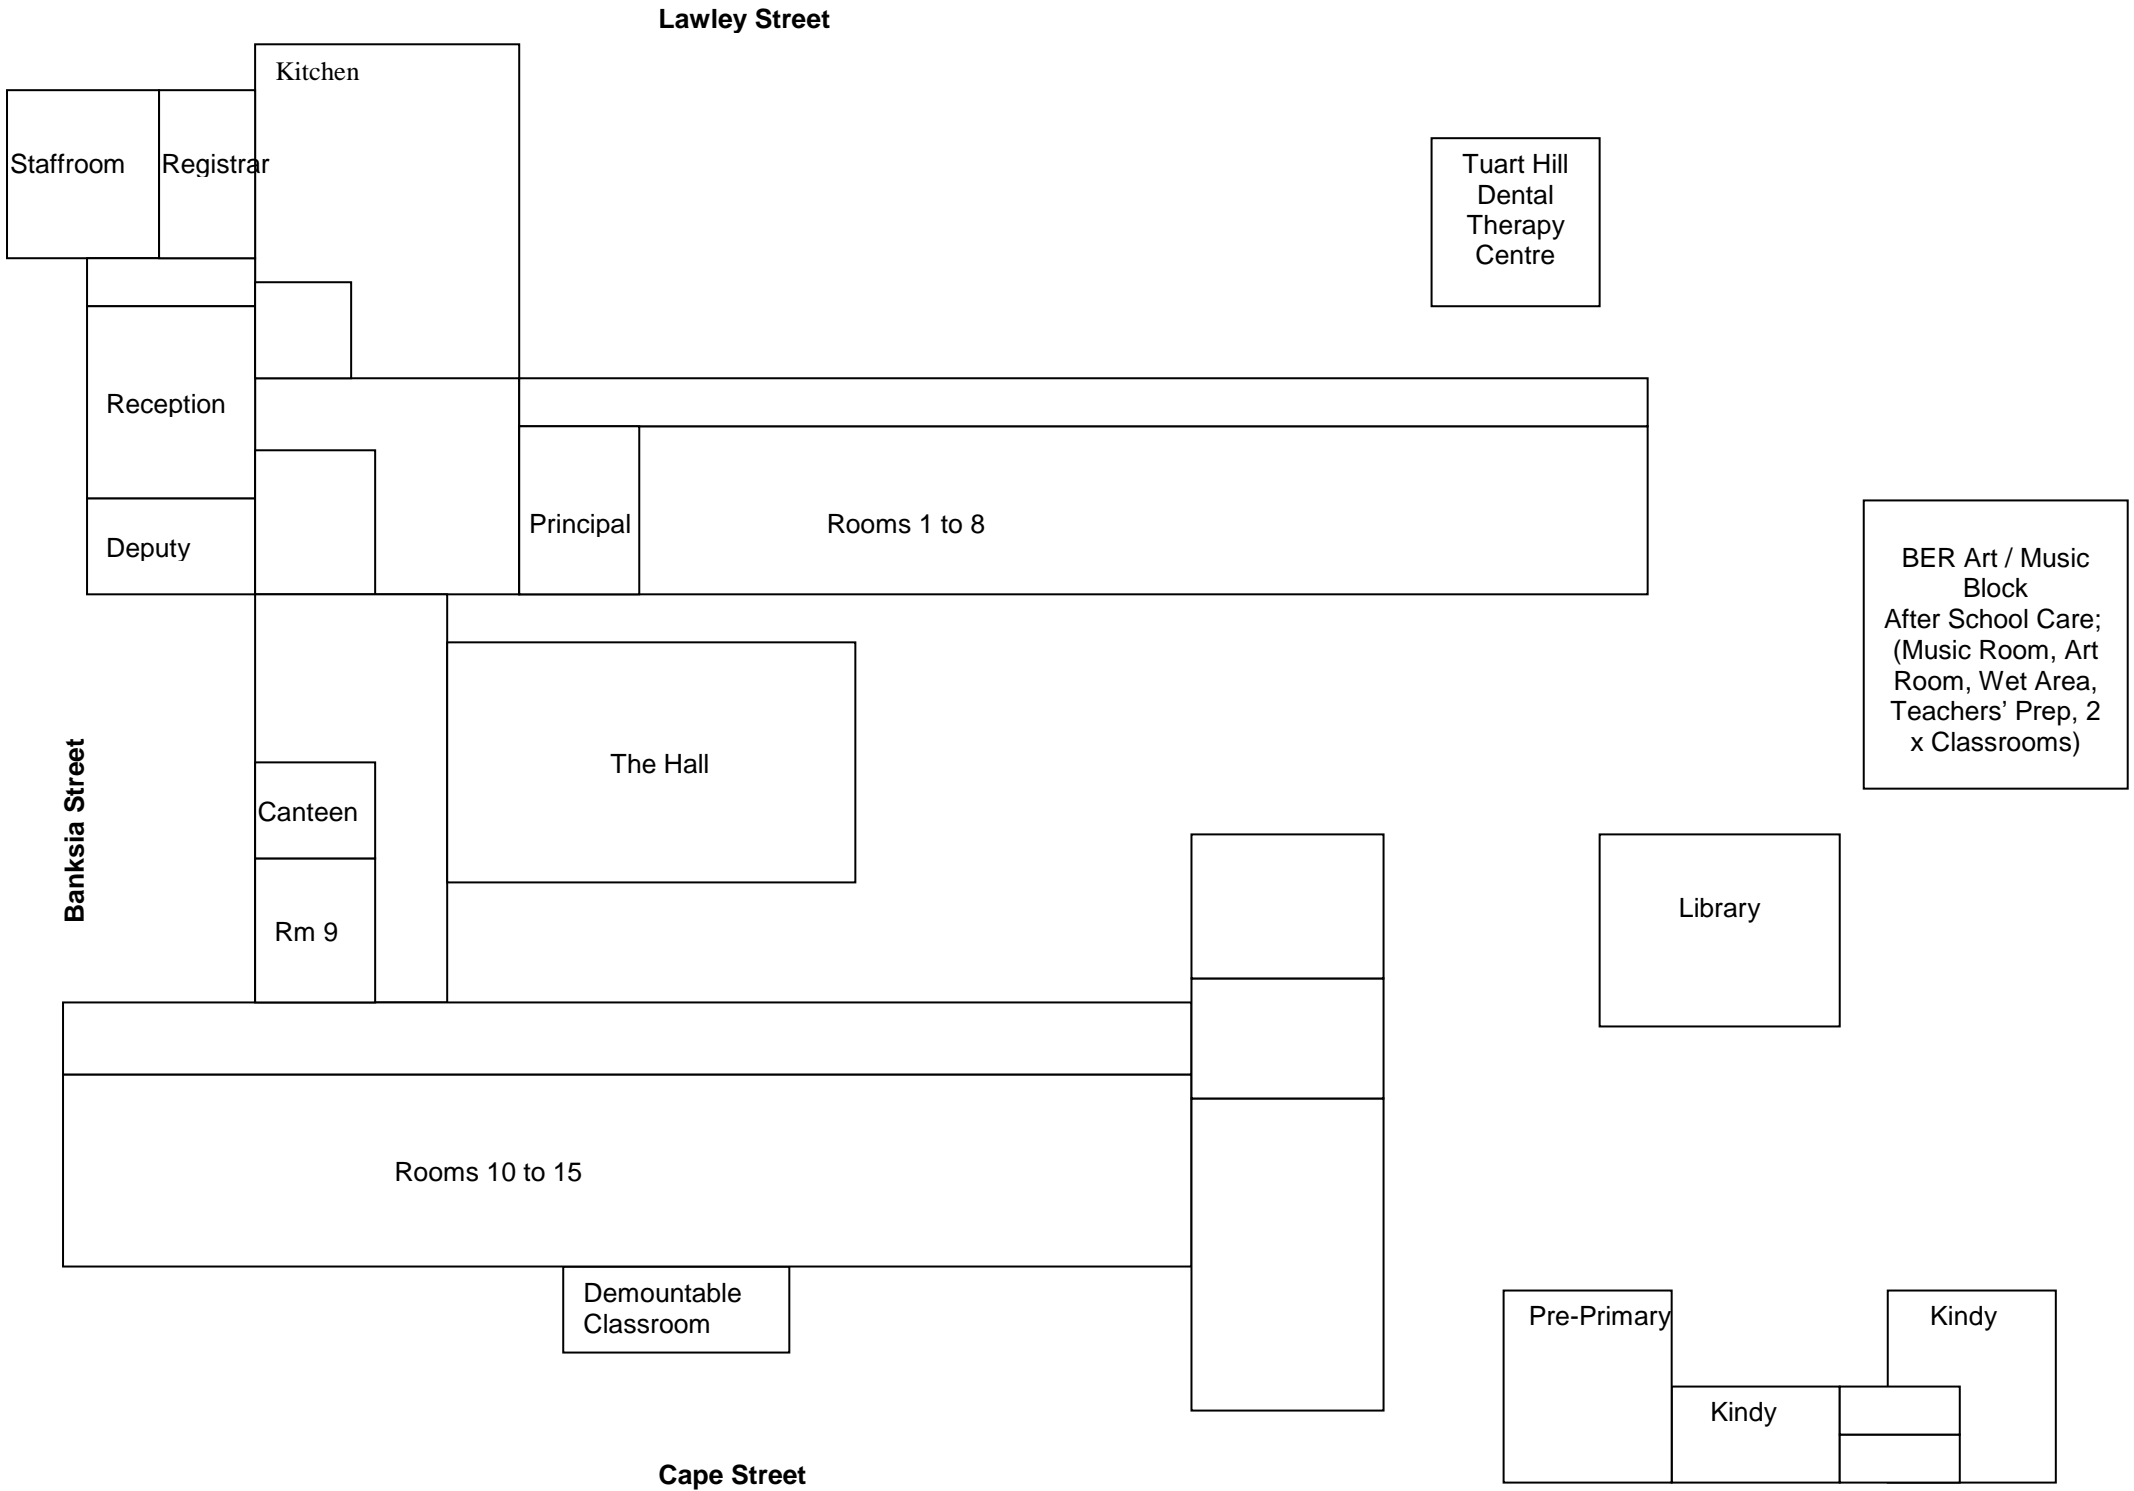 Lawley Street
Kitchen
Staffroom
Registrar
Tuart Hill
Dental
Therapy
Centre
Reception
Principal
Rooms 1 to 8
Deputy
BER Art / Music
Block
After School Care;
(Music Room, Art
Room, Wet Area,
Teachers’ Prep, 2
x Classrooms)
The Hall
Banksia Street
Canteen
Library
Rm 9
Rooms 10 to 15
Demountable
Classroom
Pre-Primary
Kindy
Kindy
Cape Street